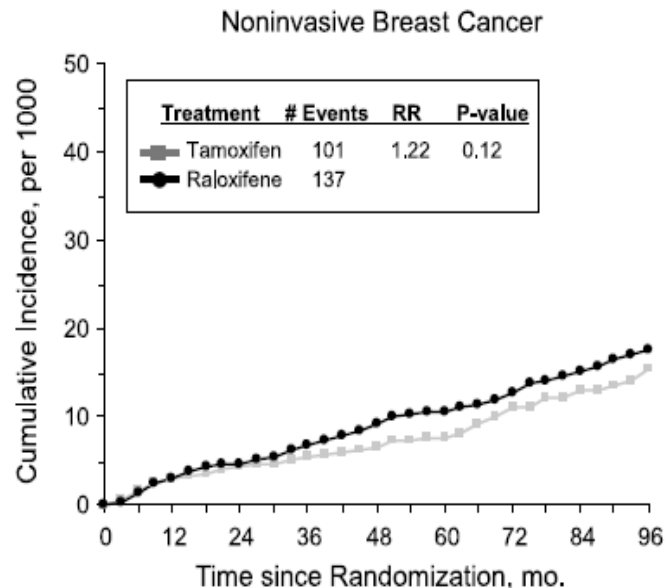 Noninvasive Breast Cancer
Cumulative Incidence, per 1000
50
40
30
20
10
0
Treatment # Events RR P-value
Tamoxifen 101 1.22 0.12
Raloxifene 137
0 12 24 36 48 60 72 84 96
Time since Randomization, mo.